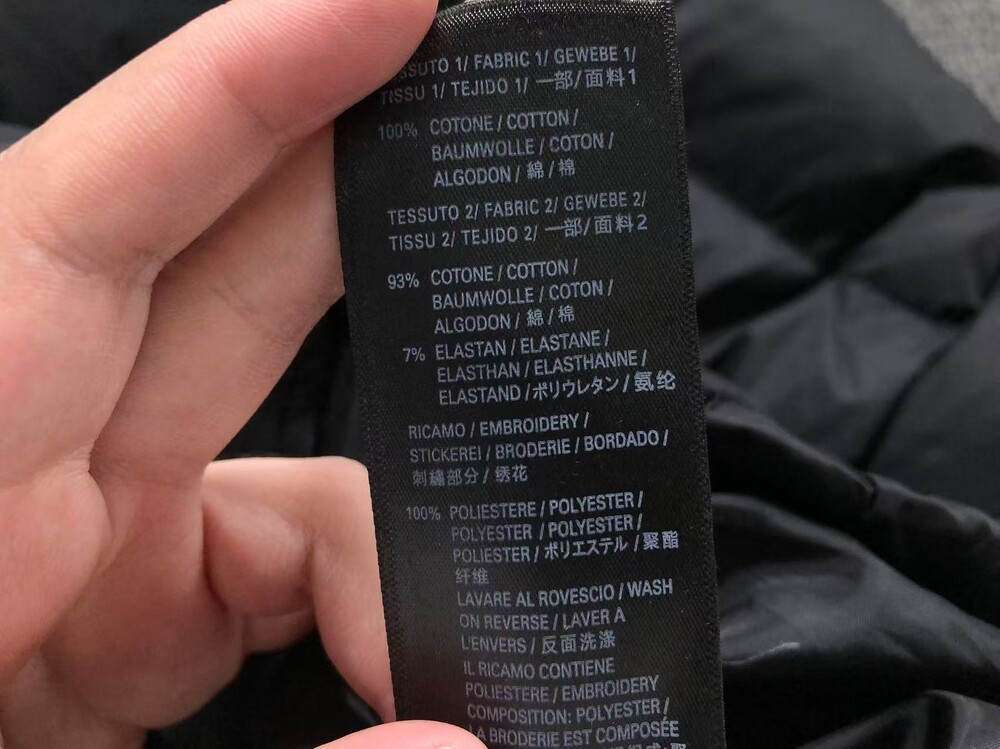 TESSUTO 1/ FABRIC 1/ GEWEBE 1/
TISSU 1/ TEJIDO 1/ 一部/面料1
100% COTONE / COTTON /
BAUMWOLLE / COTON /
ALGODON / 綿 / 棉
TESSUTO 2/ FABRIC 2/ GEWEBE 2/
TISSU 2/ TEJIDO 2/ 一部/面料2
93% COTONE / COTTON /
BAUMWOLLE / COTON /
ALGODON / 綿 / 棉
7% ELASTAN / ELASTANE /
ELASTHAN / ELASTHANNE /
ELASTAND /ポリウレタン / 氨纶
RICAMO / EMBROIDERY /
STICKEREI / BRODERIE / BORDADO /
刺繍部分 / 绣花
100% POLIESTERE / POLYESTER /
POLYESTER / POLYESTER /
POLIESTER / ポリエステル / 聚酯
纤维
LAVARE AL ROVESCIO / WASH
ON REVERSE / LAVER A
L'ENVERS / 反面洗涤
IL RICAMO CONTIENE
POLIESTERE / EMBROIDERY
COMPOSITION: POLYESTER /
LA BRODERIE EST COMPOSÉE